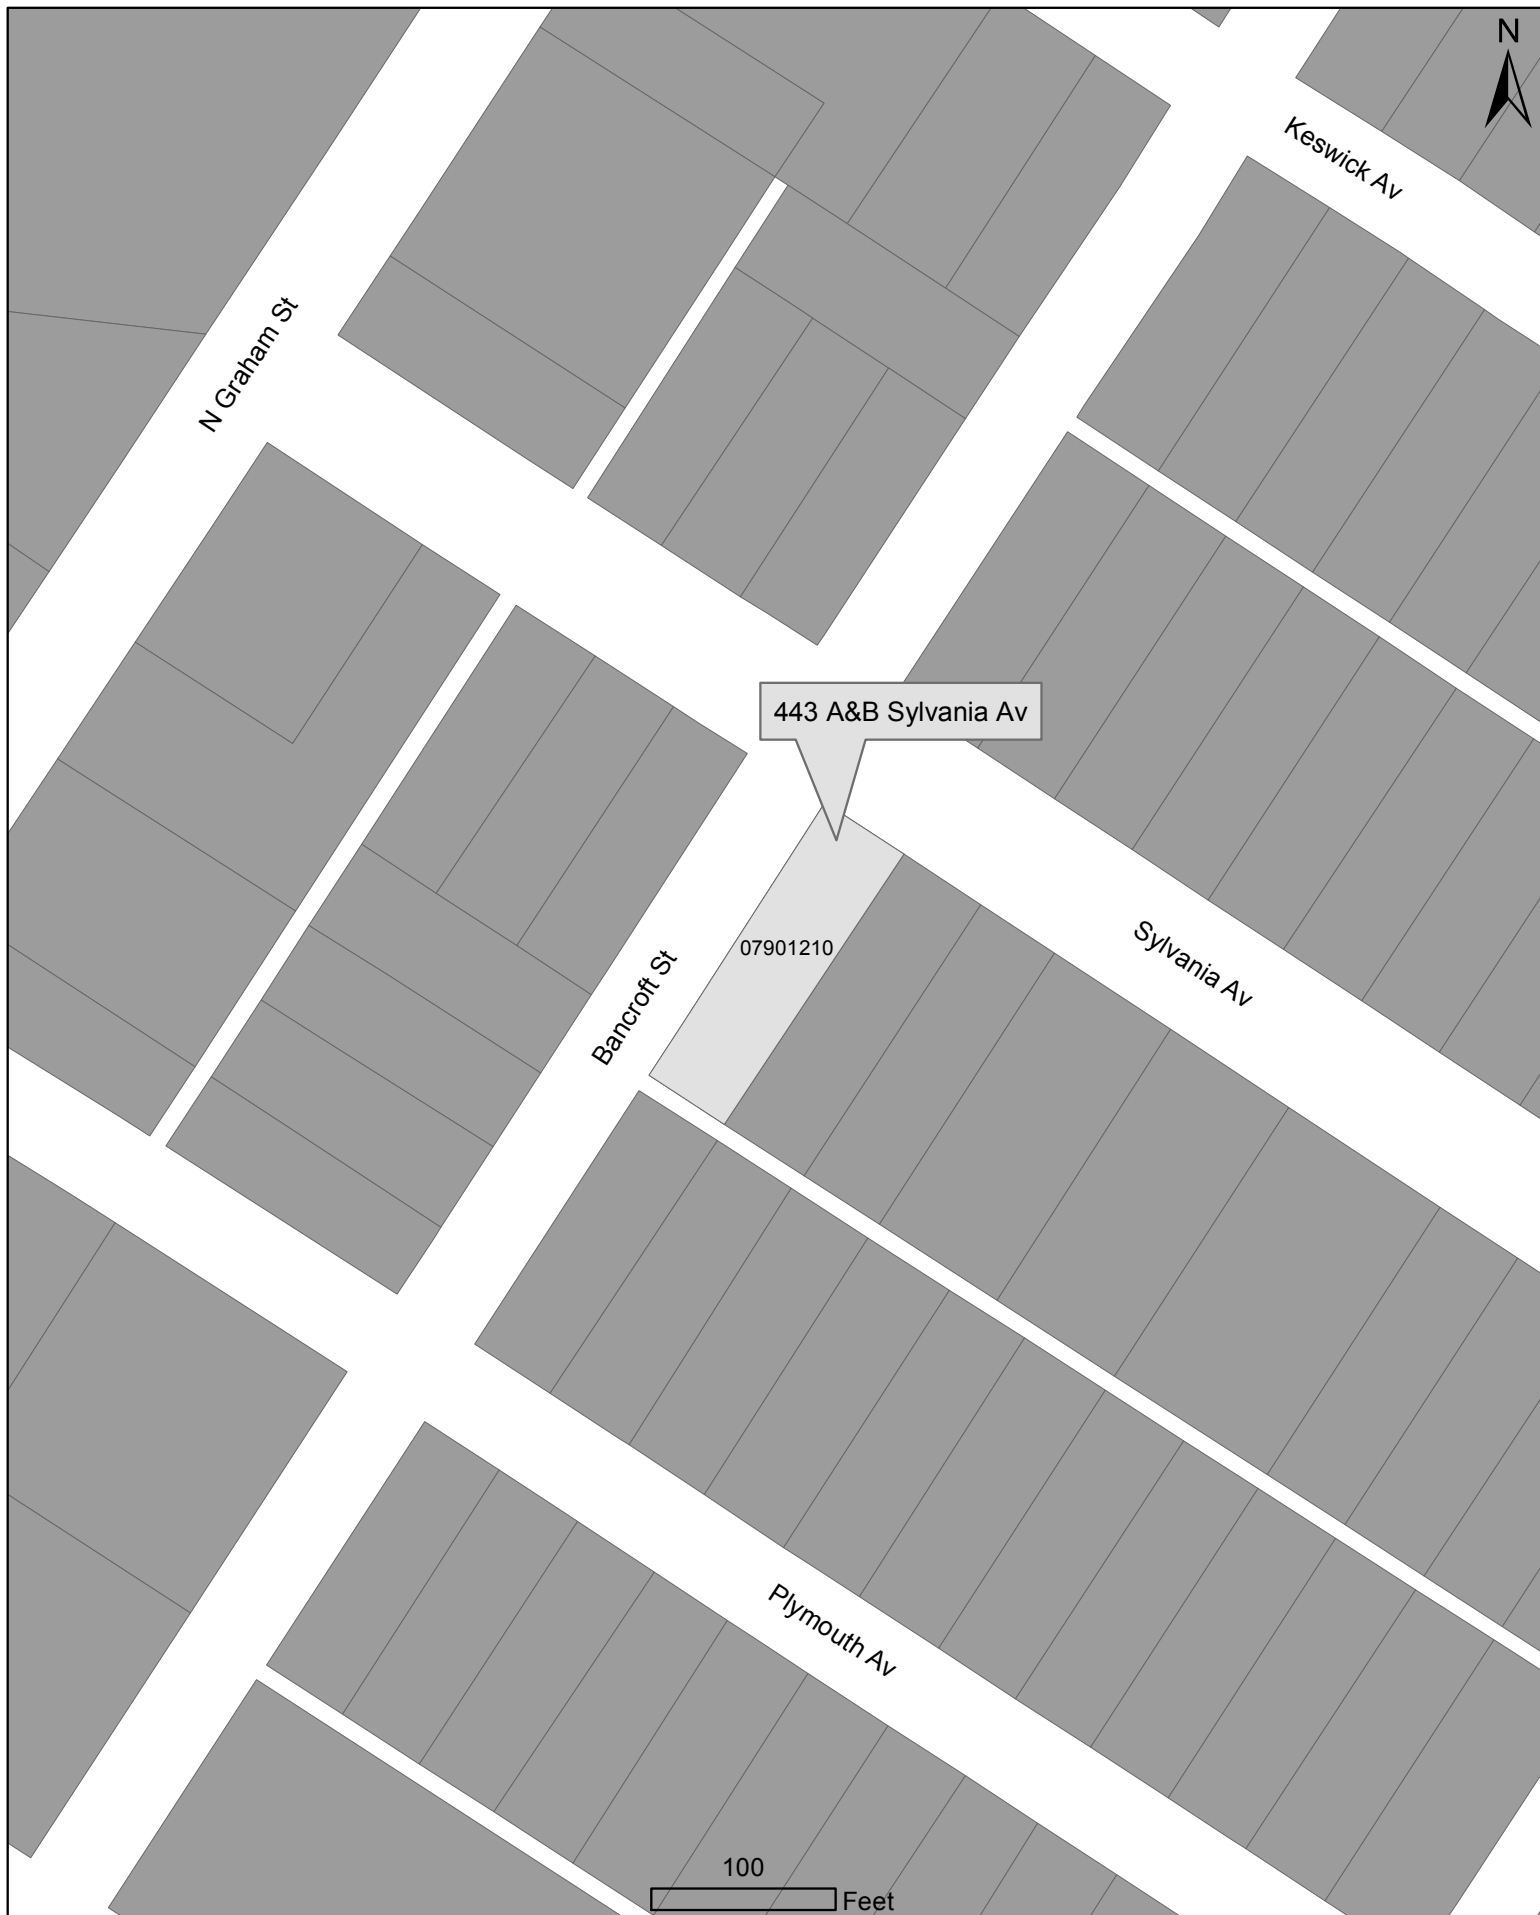 N
Keswick Av
N Graham St
443 A&B Sylvania Av
Sylvania Av
07901210
Bancroft St
Plymouth Av
100
Feet